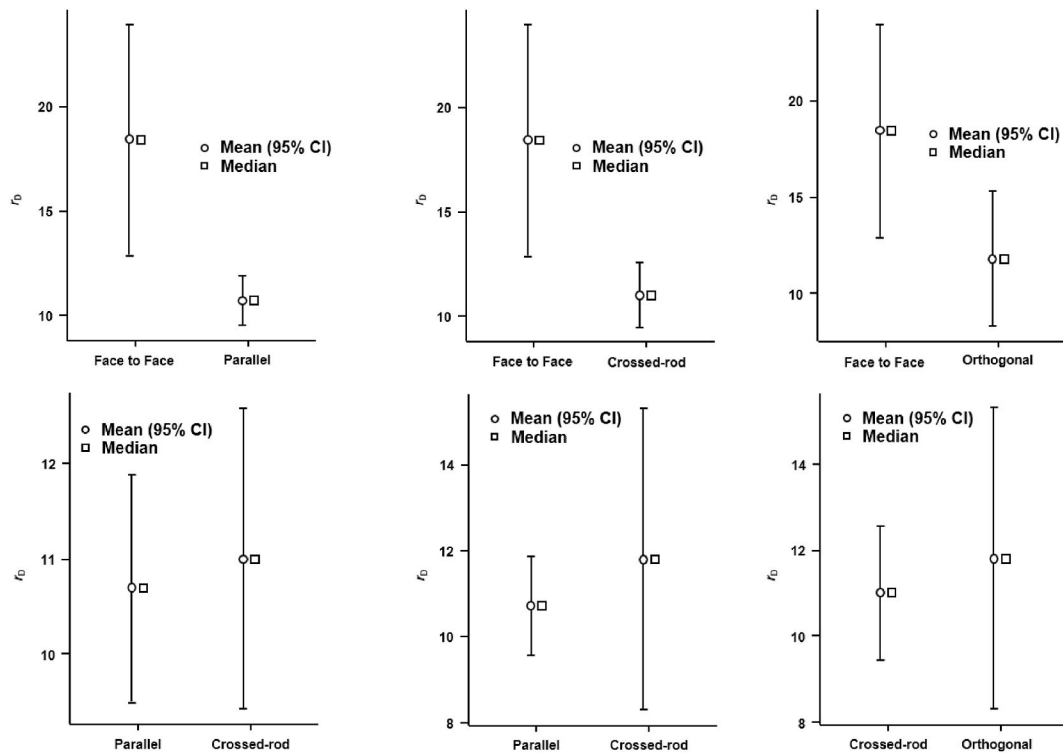 20
15
10
r_D
Mean (95% CI)
Median
Face to Face
Parallel
20
15
10
r_D
Mean (95% CI)
Median
Face to Face
Crossed-rod
20
15
10
r_D
Mean (95% CI)
Median
Face to Face
Orthogonal
12
11
10
r_D
Mean (95% CI)
Median
Parallel
Crossed-rod
14
12
10
8
r_D
Mean (95% CI)
Median
Parallel
Crossed-rod
14
12
10
8
r_D
Mean (95% CI)
Median
Crossed-rod
Orthogonal